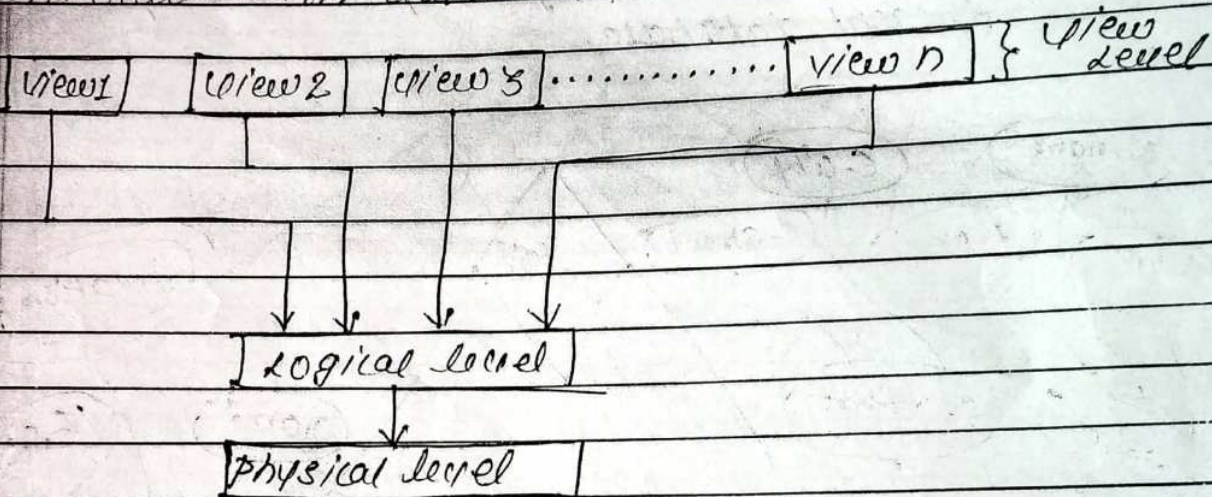 View1 View2 View3 ............. View n } View Level
Logical level
Physical level